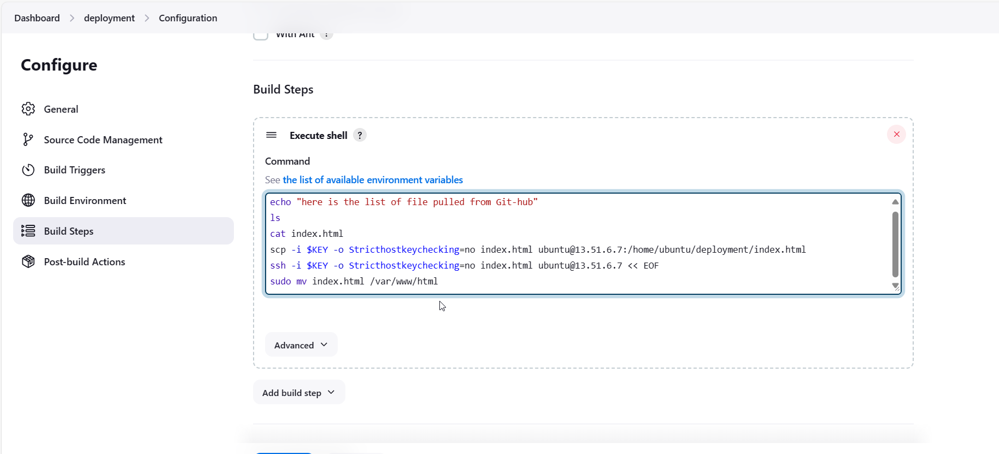 Dashboard > deployment > Configuration
With Ant ?
Configure
General
Source Code Management
Build Triggers
Build Environment
Build Steps
Post-build Actions
Build Steps
Execute shell ?
Command
See the list of available environment variables
echo "here is the list of file pulled from Git-hub"
ls
cat index.html
scp -i $KEY -o Stricthostkeychecking=no index.html ubuntu@13.51.6.7:/home/ubuntu/deployment/index.html
ssh -i $KEY -o Stricthostkeychecking=no index.html ubuntu@13.51.6.7 << EOF
sudo mv index.html /var/www/html
Advanced
Add build step